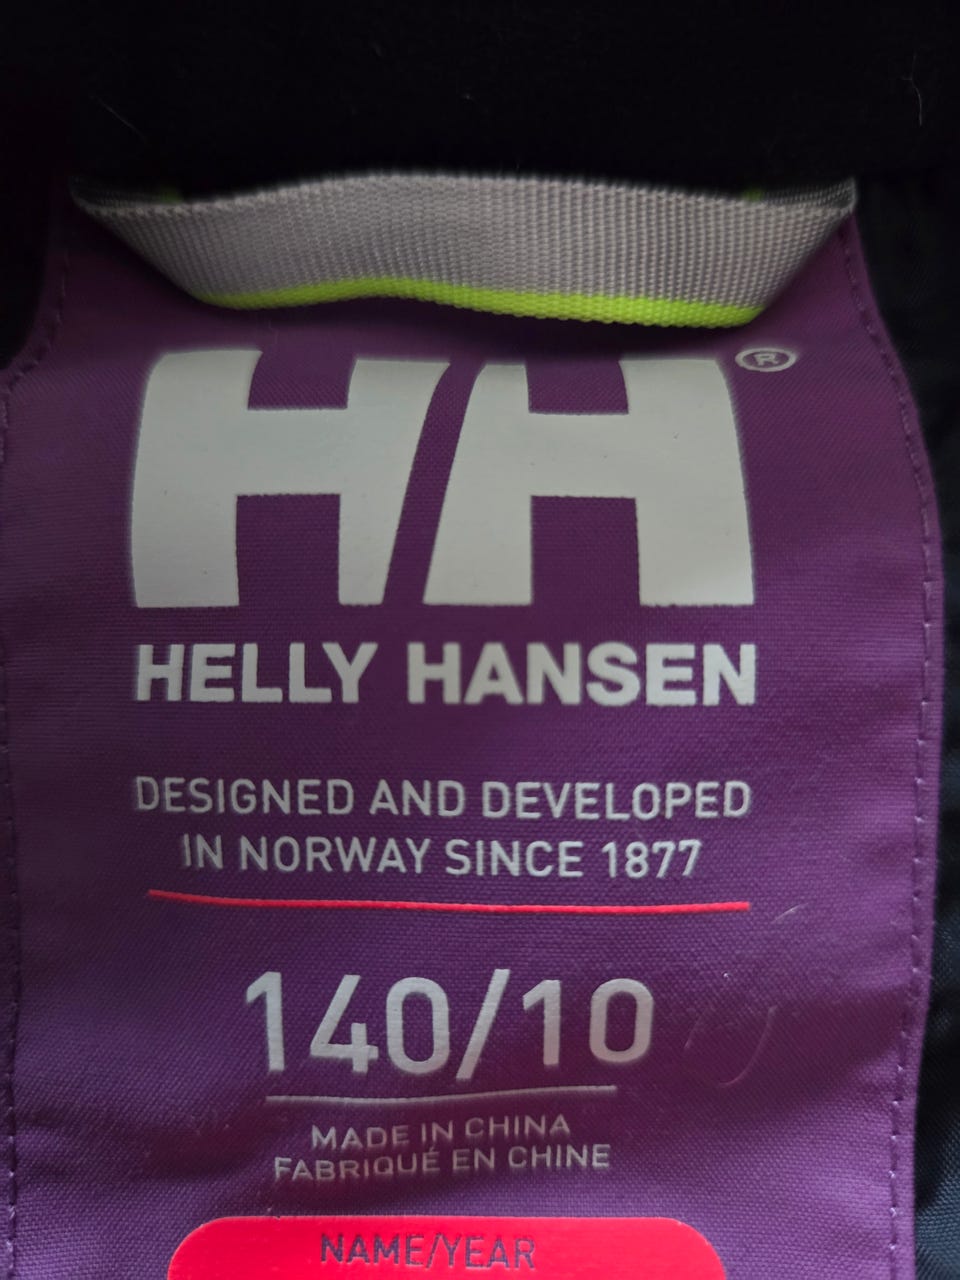 HH®
HELLY HANSEN
DESIGNED AND DEVELOPED
IN NORWAY SINCE 1877
140/10
MADE IN CHINA
FABRIQUÉ EN CHINE
NAME/YEAR